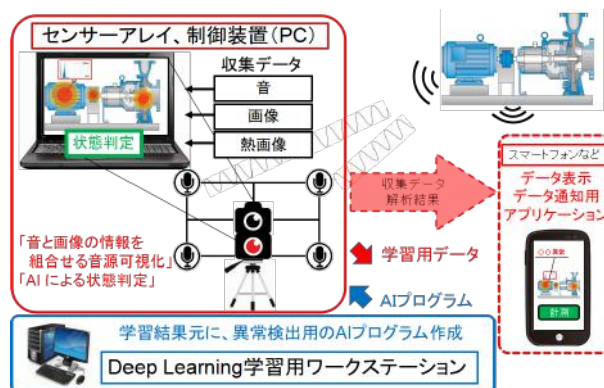 センサーアレイ、制御装置(PC)
収集データ
音
画像
熱画像
状態判定
「音と画像の情報を
組合せる音源可視化」
「AIによる状態判定」
収集データ
解析結果
学習用データ
AIプログラム
スマートフォンなど
データ表示
データ通知用
アプリケーション
◇◇異常
計測
学習結果元に、異常検出用のAIプログラム作成
Deep Learning学習用ワークステーション